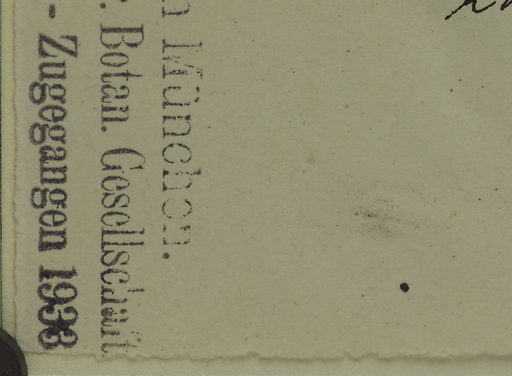 n München.
. Botan. Gesellschaft
- Zugegangen 1938